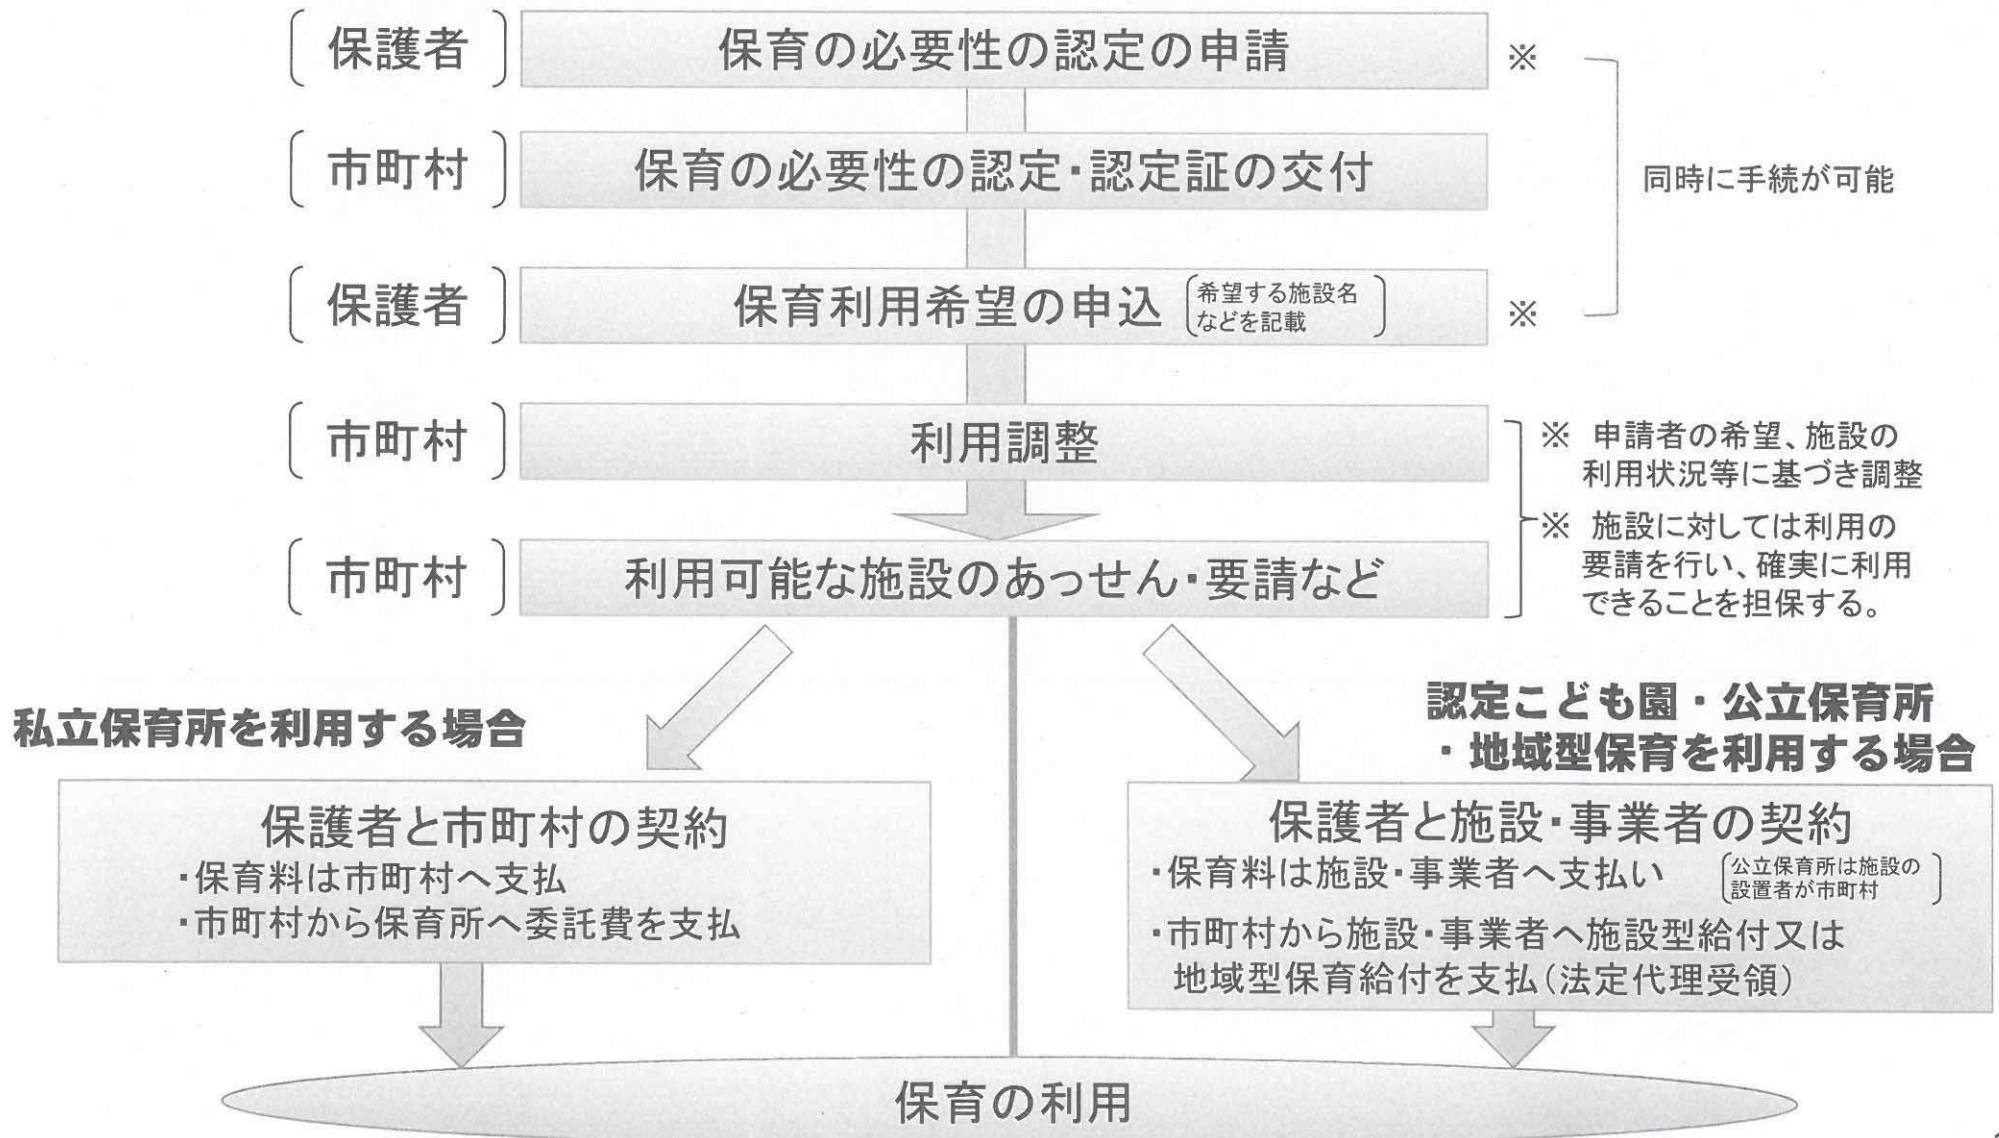 〔保護者〕 保育の必要性の認定の申請 ※
〔市町村〕 保育の必要性の認定・認定証の交付
同時に手続が可能
〔保護者〕 保育利用希望の申込 〔希望する施設名
などを記載〕 ※
〔市町村〕 利用調整
※ 申請者の希望、施設の
利用状況等に基づき調整
※ 施設に対しては利用の
要請を行い、確実に利用
できることを担保する。
〔市町村〕 利用可能な施設のあっせん・要請など
私立保育所を利用する場合
保護者と市町村の契約
・保育料は市町村へ支払
・市町村から保育所へ委託費を支払
認定こども園・公立保育所
・地域型保育を利用する場合
保護者と施設・事業者の契約
・保育料は施設・事業者へ支払い 〔公立保育所は施設の
設置者が市町村〕
・市町村から施設・事業者へ施設型給付又は
地域型保育給付を支払(法定代理受領)
保育の利用